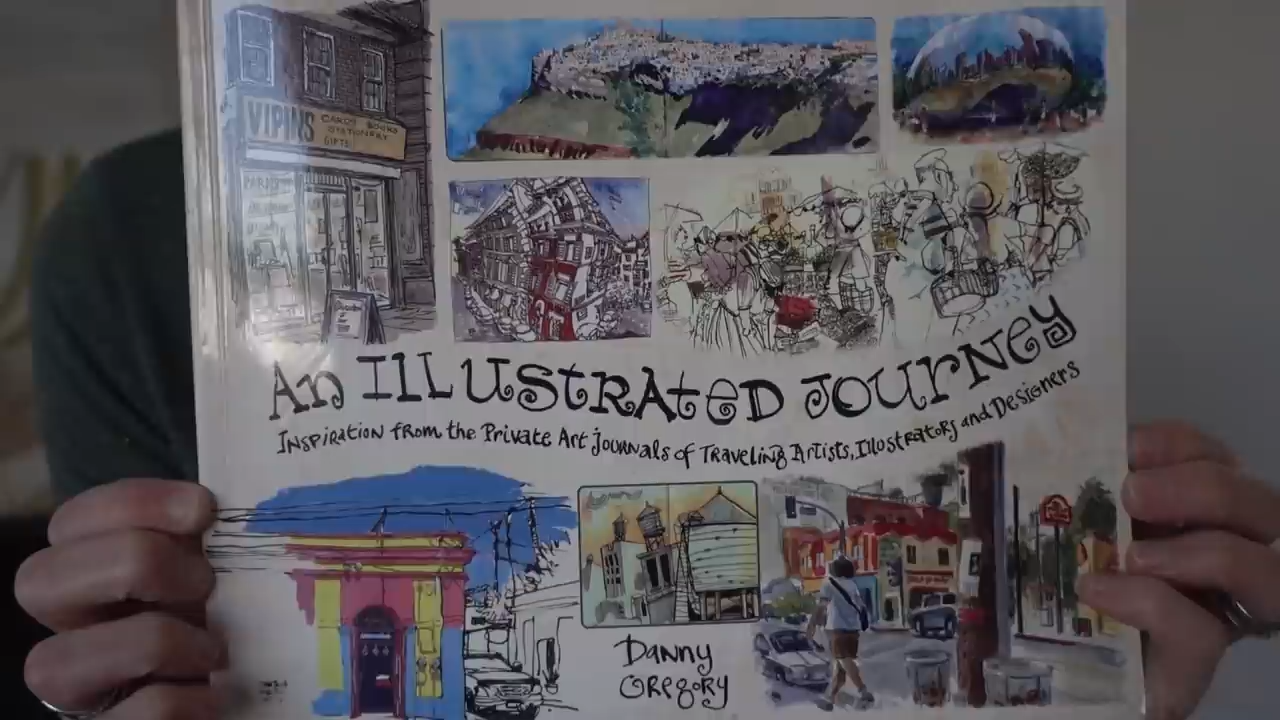 VIPINS
CARDS BOOKS
STATIONERY
GIFTS
An Illustrated Journey
Inspiration from the Private Art Journals of Traveling Artists, Illustrators and Designers
Danny
Gregory